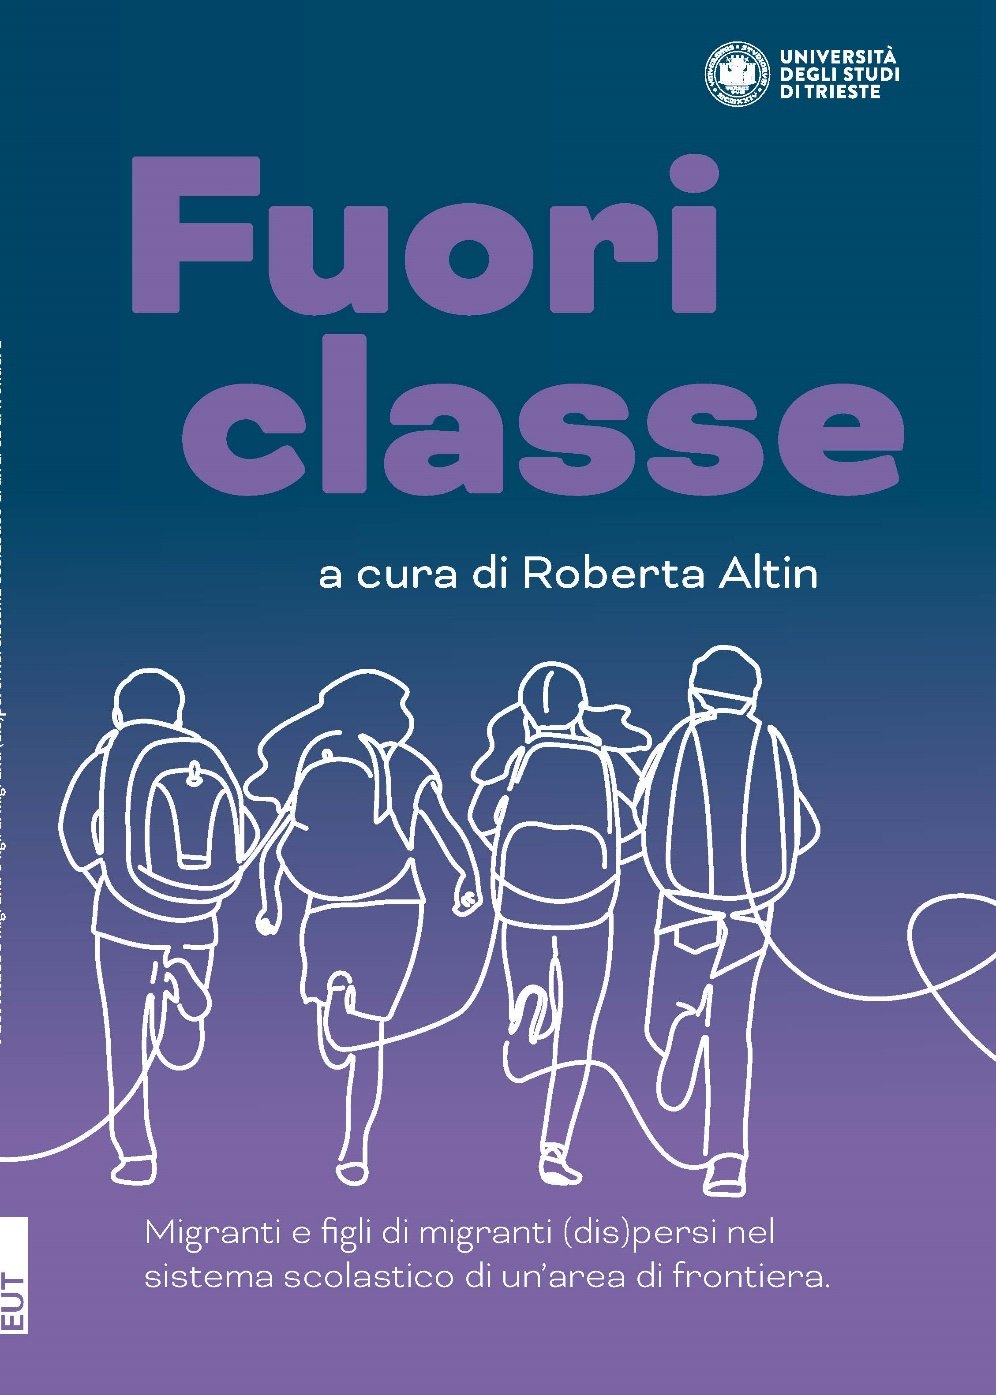 UNIVERSITÀ
DEGLI STUDI
DI TRIESTE
Fuori
classe
a cura di Roberta Altin
Migranti e figli di migranti (dis)persi nel
sistema scolastico di un'area di frontiera.
EUT